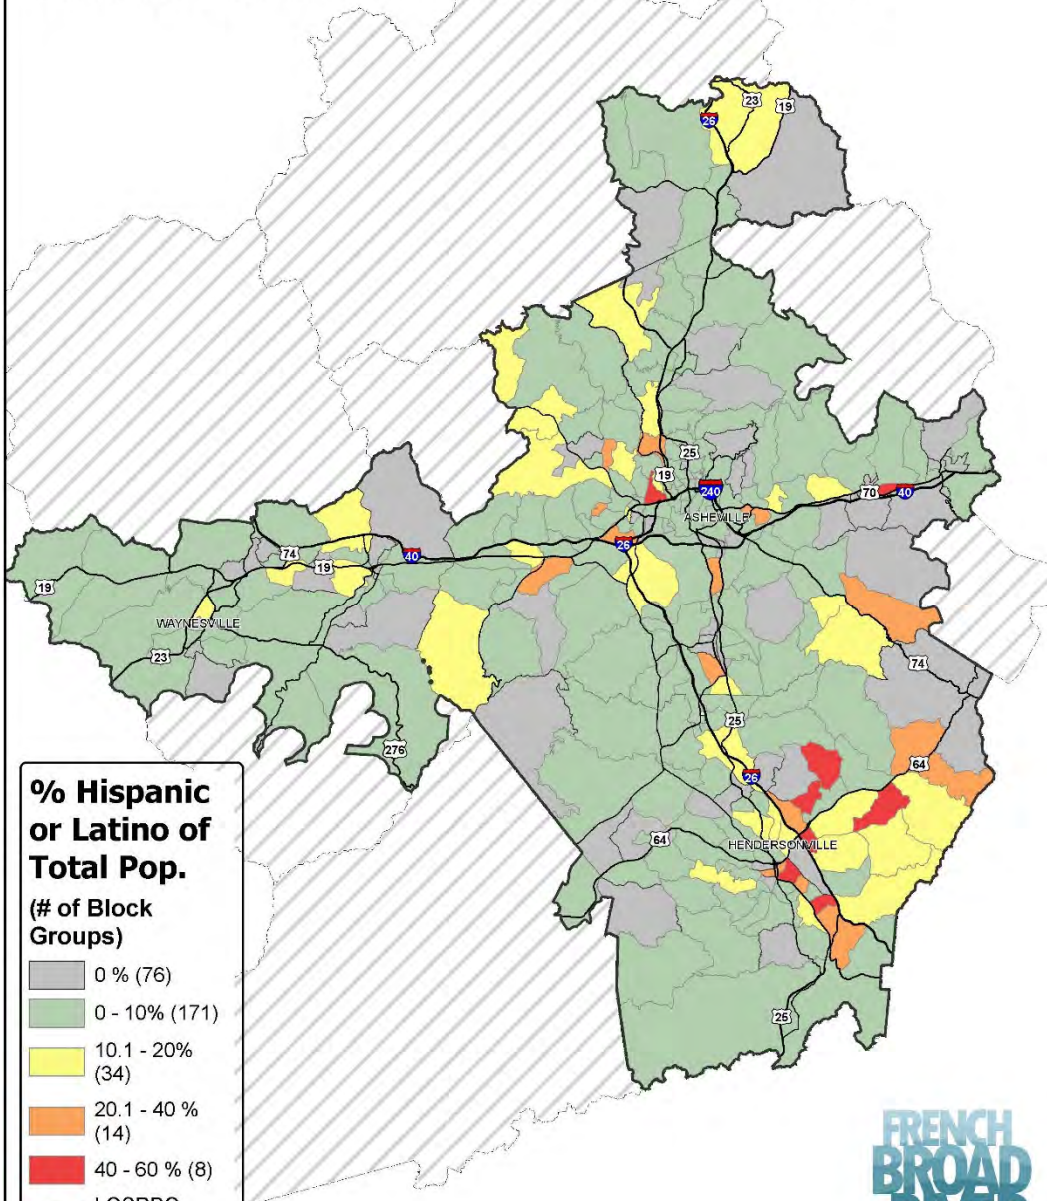 23
19
26
25
19
240
70
40
ASHEVILLE
26
74
40
19
19
WAYNESVILLE
23
74
25
276
64
26
64
HENDERSONVILLE
25
% Hispanic
or Latino of
Total Pop.
(# of Block
Groups)
0 % (76)
0 - 10% (171)
10.1 - 20%
(34)
20.1 - 40 %
(14)
40 - 60 % (8)
FRENCH
BROAD